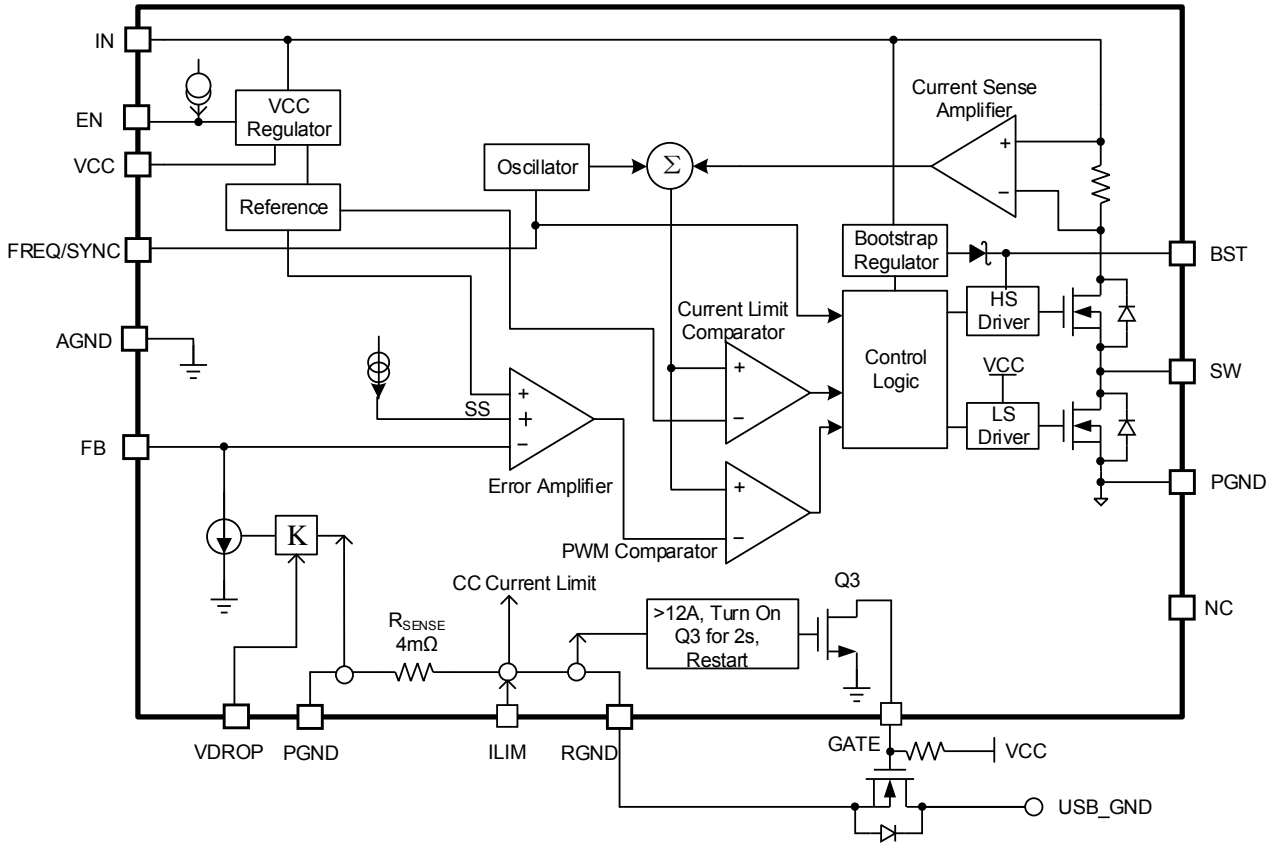 IN
EN
VCC
FREQ/SYNC
AGND
FB
VCC
Regulator
Reference
Oscillator
Σ
Current Sense
Amplifier
+
−
Bootstrap
Regulator
BST
HS
Driver
Current Limit
Comparator
+
−
Control
Logic
VCC
LS
Driver
SW
PGND
NC
SS
+
+
−
Error Amplifier
+
−
PWM Comparator
K
CC Current Limit
RSENSE
4mΩ
>12A, Turn On
Q3 for 2s,
Restart
Q3
VDROP
PGND
ILIM
RGND
GATE
VCC
USB_GND